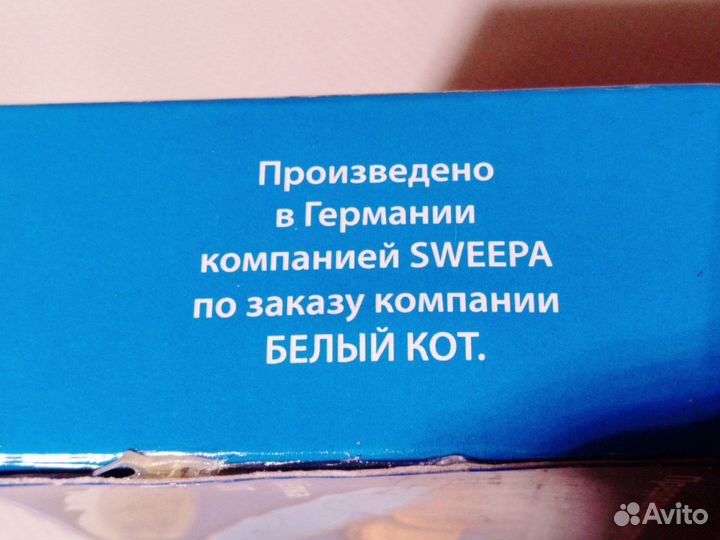 Произведено
в Германии
компанией SWEEPA
по заказу компании
БЕЛЫЙ КОТ.
Avito